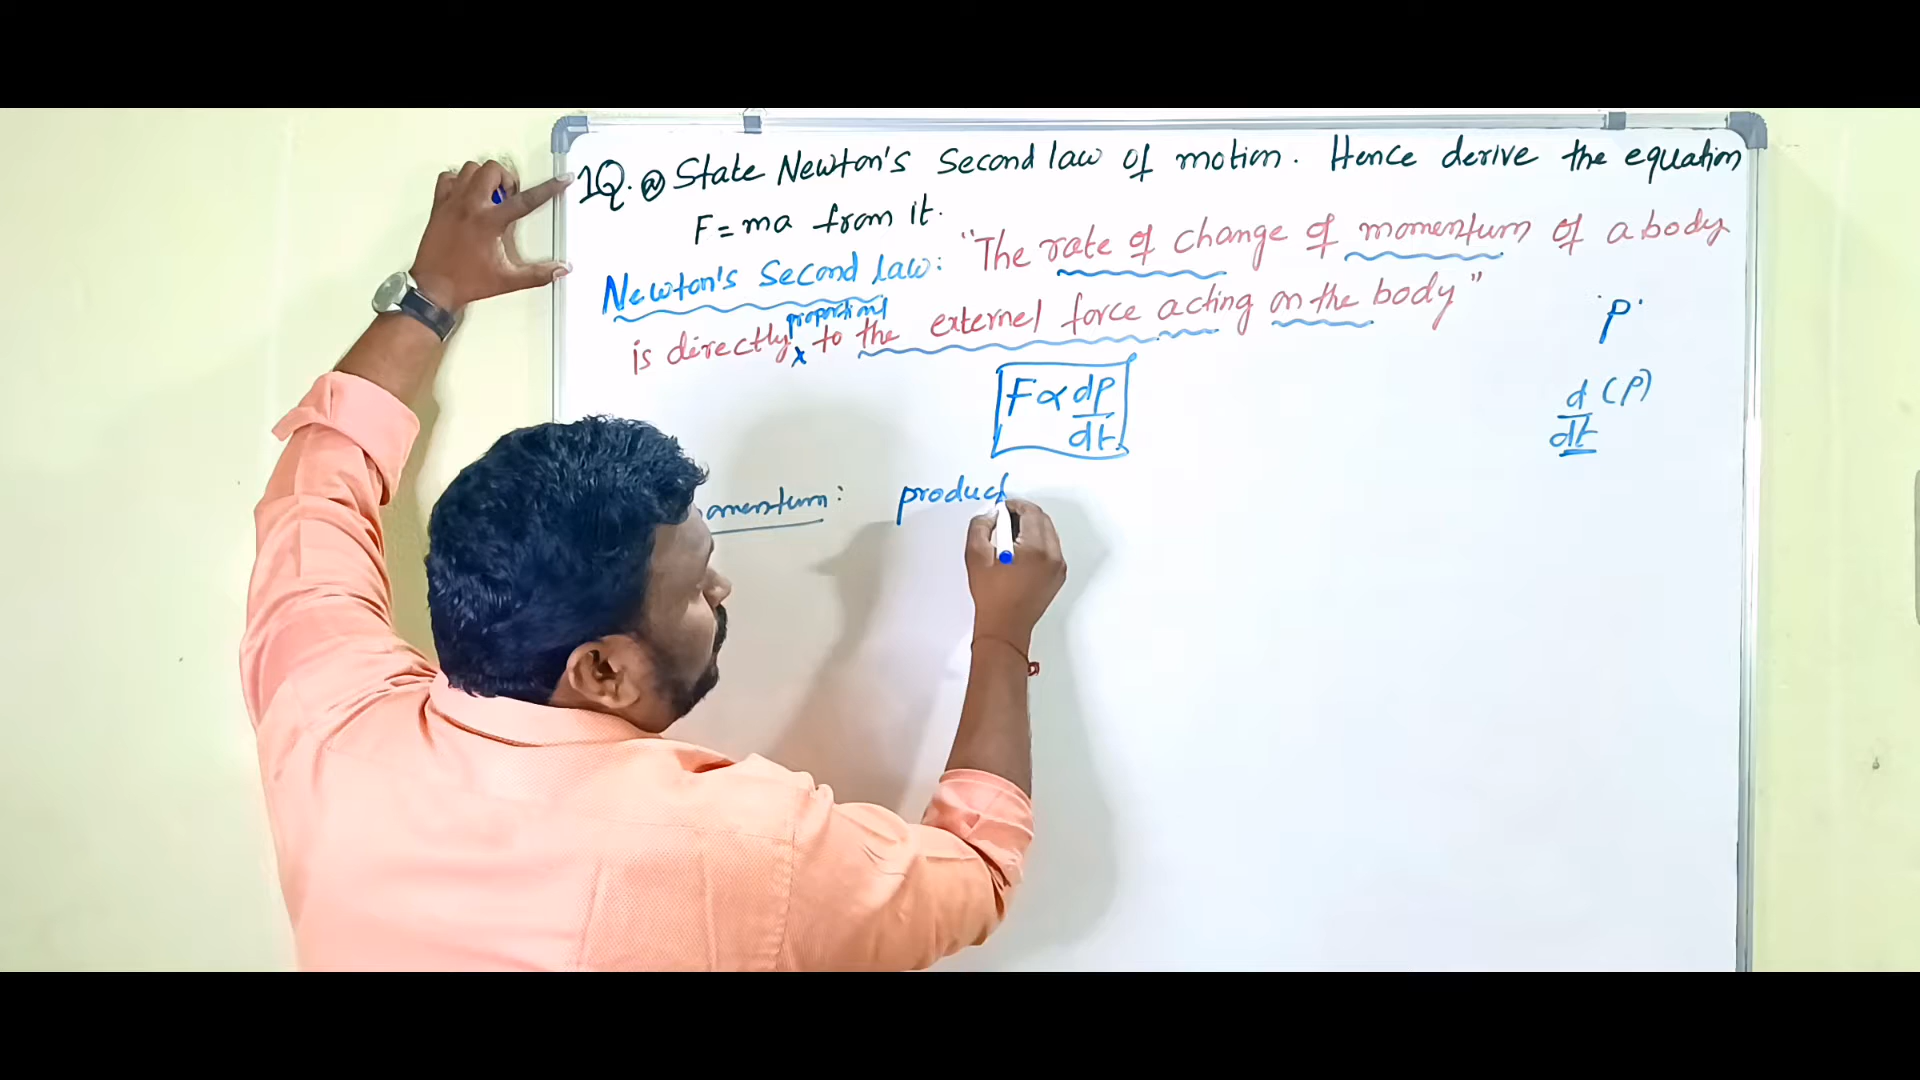 1Q. @ State Newton's Second law of motion. Hence derive the equation
F = ma from it.
Newton's Second law: "The rate of change of momentum of a body
proportional
is directly x to the external force acting on the body"
P
F ∝ dp/dt
d/dt (P)
omentum: product